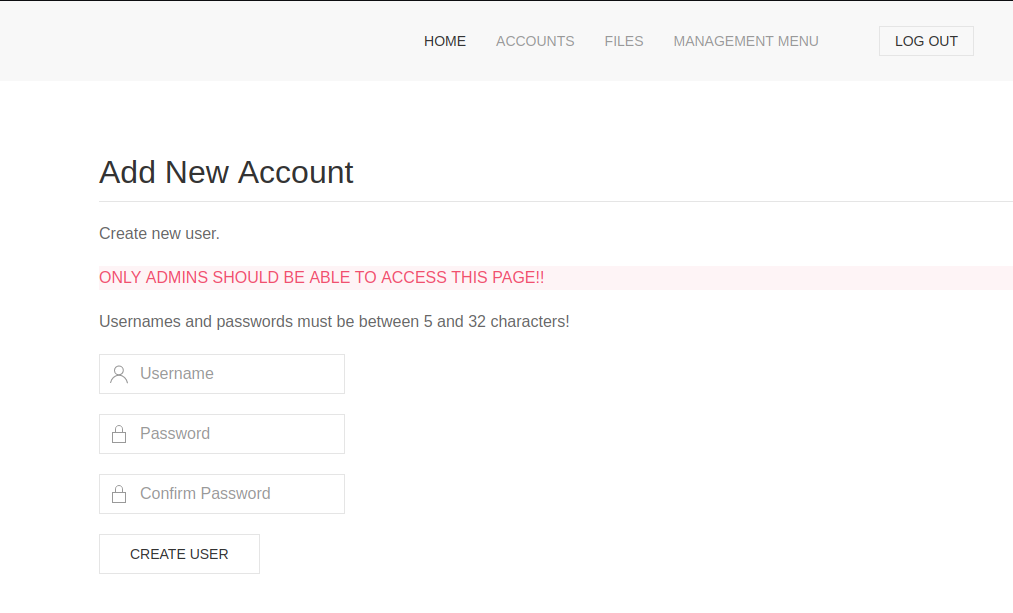 HOME ACCOUNTS FILES MANAGEMENT MENU LOG OUT
Add New Account
Create new user.
ONLY ADMINS SHOULD BE ABLE TO ACCESS THIS PAGE!!
Usernames and passwords must be between 5 and 32 characters!
Username
Password
Confirm Password
CREATE USER